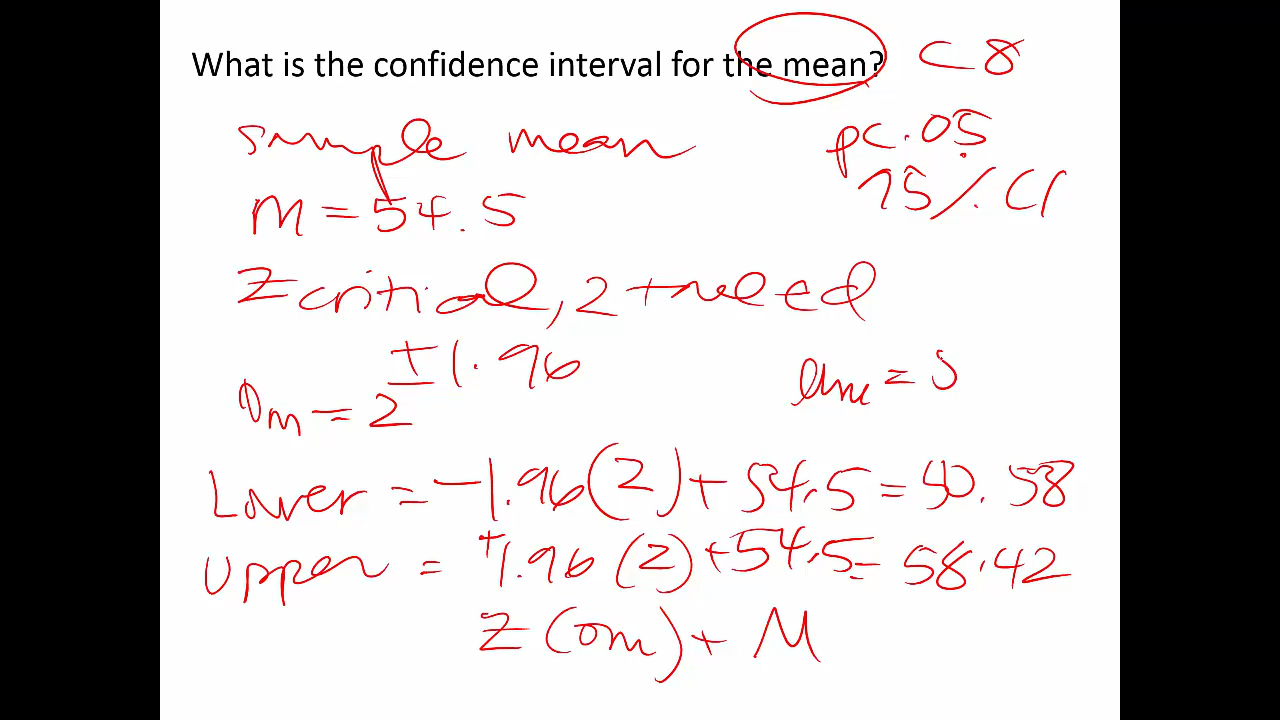 What is the confidence interval for the mean? C 8
sample mean
p < .05
M = 54.5
95% CI
Z critical, 2 tailed
± 1.96
σm = 2
Lower = -1.96 (2) + 54.5 = 50.58
Upper = +1.96 (2) + 54.5 = 58.42
Z (σm) + M